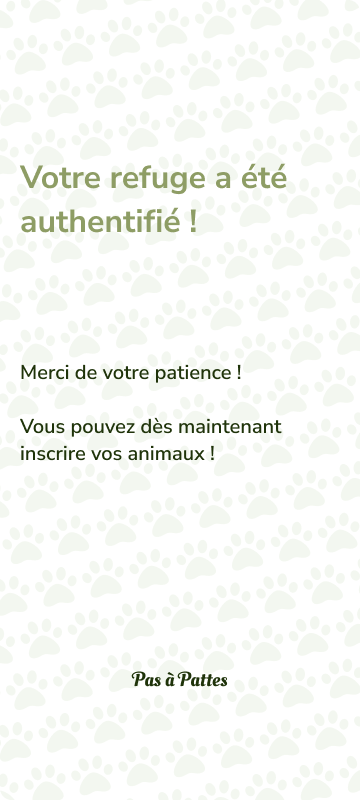 Votre refuge a été
authentifié !
Merci de votre patience !
Vous pouvez dès maintenant
inscrire vos animaux !
Pas à Pattes